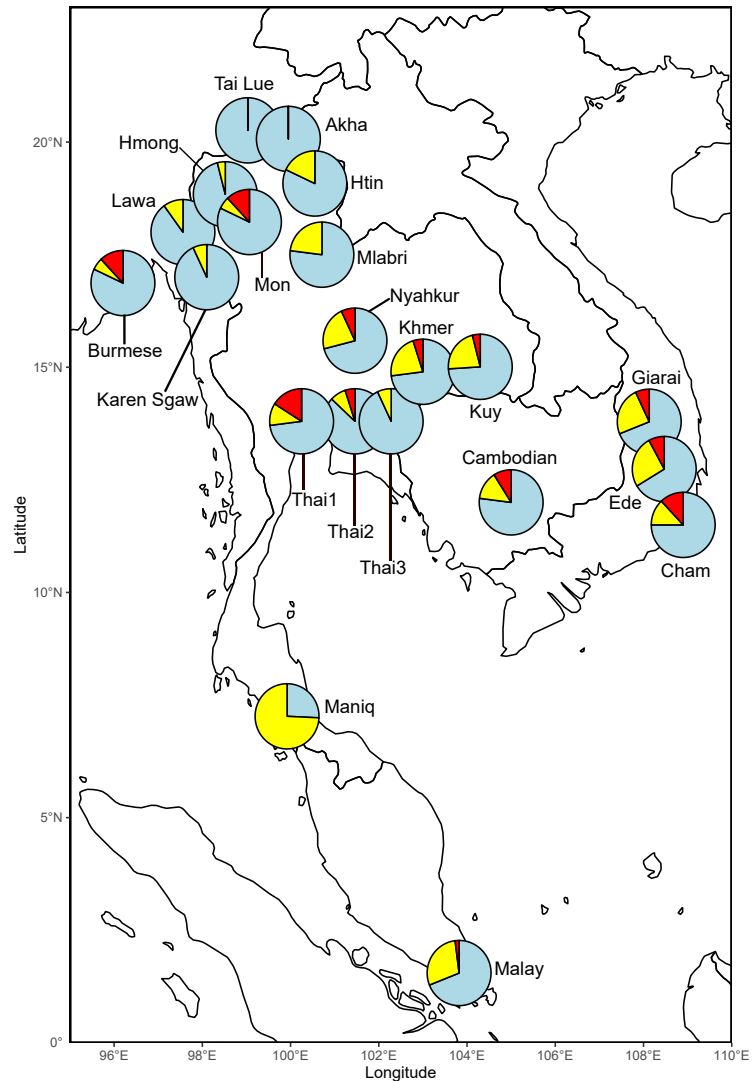 Tai Lue
Akha
Hmong
Htin
Lawa
Mon
Mlabri
Nyahkur
Burmese
Khmer
Karen Sgaw
Kuy
Giarai
Cambodian
Thai1
Ede
Thai2
Thai3
Cham
Maniq
Malay
20°N
15°N
10°N
5°N
0°
Latitude
96°E 98°E 100°E 102°E 104°E 106°E 108°E 110°E
Longitude